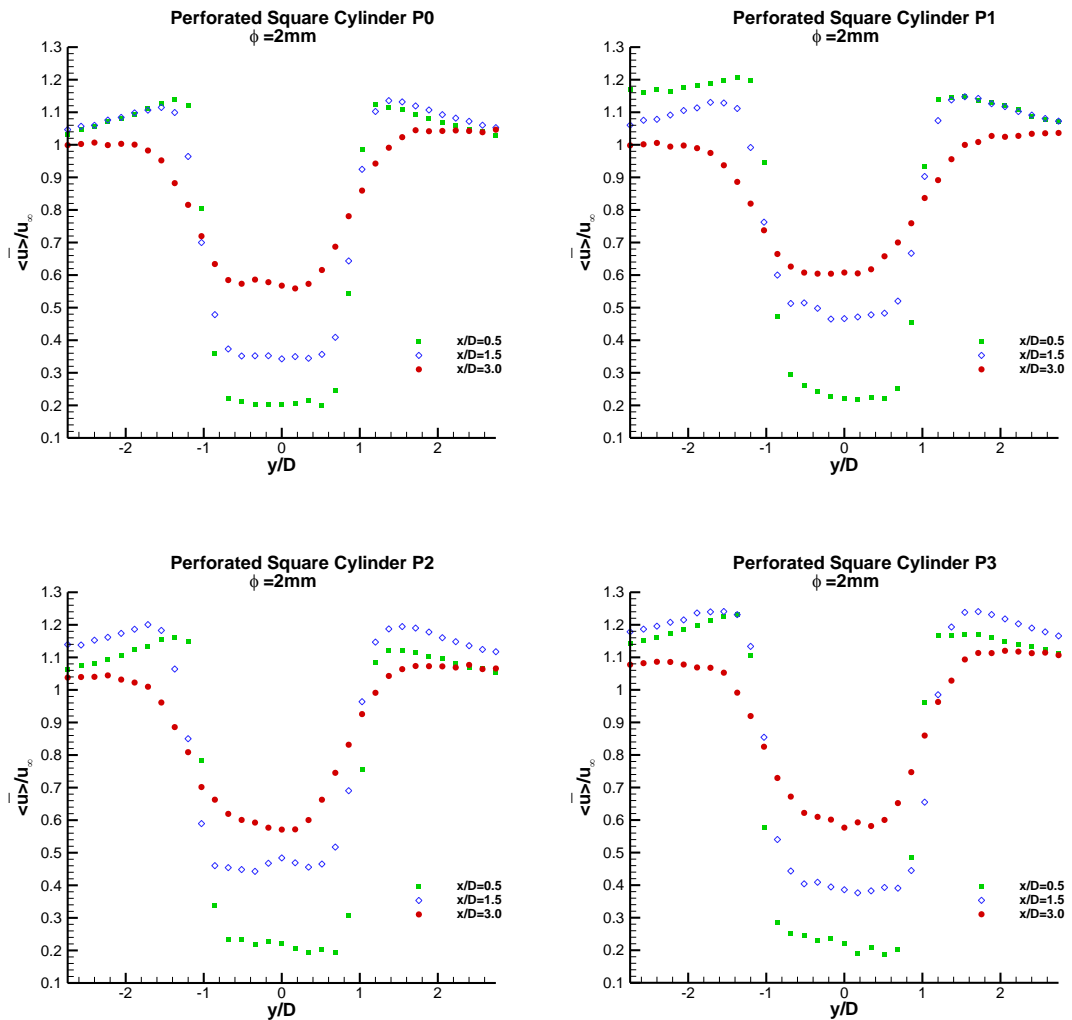 Perforated Square Cylinder P0
ϕ =2mm
1.3
1.2
1.1
1
0.9
0.8
0.7
0.6
0.5
0.4
0.3
0.2
0.1
<u̅>/u∞
x/D=0.5
x/D=1.5
x/D=3.0
-2
-1
0
1
2
y/D
Perforated Square Cylinder P1
ϕ =2mm
1.3
1.2
1.1
1
0.9
0.8
0.7
0.6
0.5
0.4
0.3
0.2
0.1
<u̅>/u∞
x/D=0.5
x/D=1.5
x/D=3.0
-2
-1
0
1
2
y/D
Perforated Square Cylinder P2
ϕ =2mm
1.3
1.2
1.1
1
0.9
0.8
0.7
0.6
0.5
0.4
0.3
0.2
0.1
<u̅>/u∞
x/D=0.5
x/D=1.5
x/D=3.0
-2
-1
0
1
2
y/D
Perforated Square Cylinder P3
ϕ =2mm
1.3
1.2
1.1
1
0.9
0.8
0.7
0.6
0.5
0.4
0.3
0.2
0.1
<u̅>/u∞
x/D=0.5
x/D=1.5
x/D=3.0
-2
-1
0
1
2
y/D